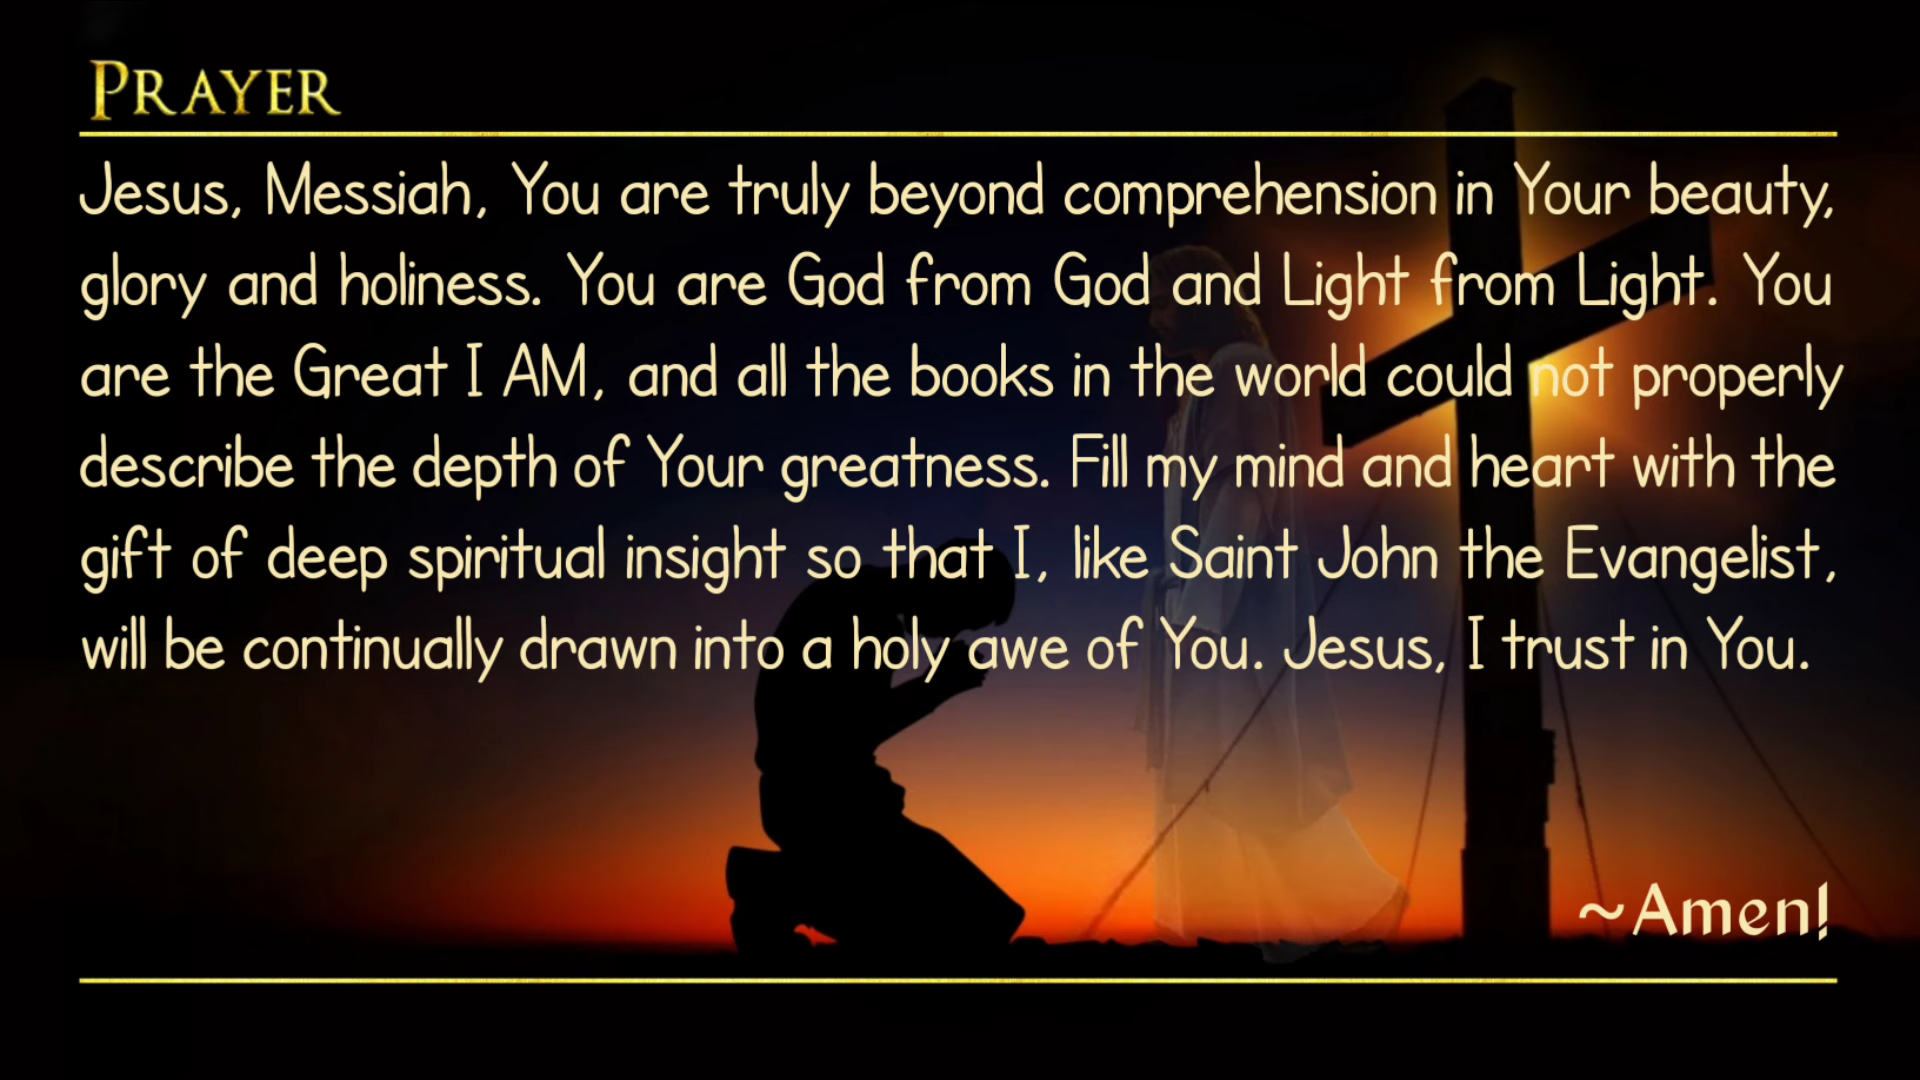 PRAYER
Jesus, Messiah, You are truly beyond comprehension in Your beauty,
glory and holiness. You are God from God and Light from Light. You
are the Great I AM, and all the books in the world could not properly
describe the depth of Your greatness. Fill my mind and heart with the
gift of deep spiritual insight so that I, like Saint John the Evangelist,
will be continually drawn into a holy awe of You. Jesus, I trust in You.
~Amen!